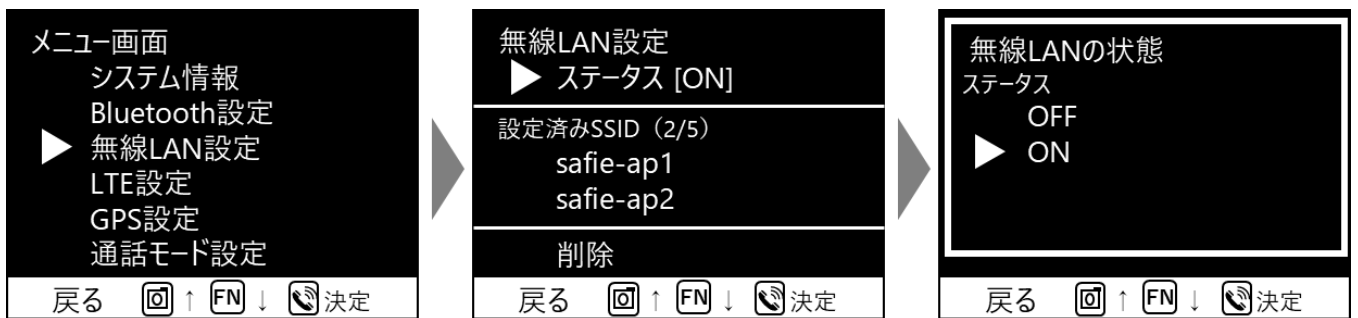 メニュー画面
システム情報
Bluetooth設定
無線LAN設定
LTE設定
GPS設定
通話モード設定
戻る ↑ FN ↓ 決定
無線LAN設定
ステータス [ON]
設定済みSSID（2/5）
safie-ap1
safie-ap2
削除
戻る ↑ FN ↓ 決定
無線LANの状態
ステータス
OFF
ON
戻る ↑ FN ↓ 決定